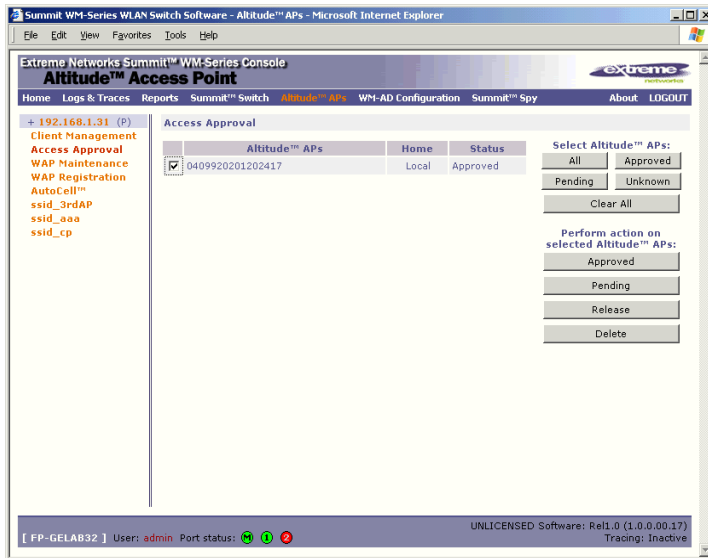 Summit WM-Series WLAN Switch Software - Altitude™ APs - Microsoft Internet Explorer
File Edit View Favorites Tools Help
Extreme Networks Summit™ WM-Series Console
Altitude™ Access Point
extreme
networks
Home Logs & Traces Reports Summit™ Switch Altitude™ APs WM-AD Configuration Summit™ Spy About LOGOUT
+ 192.168.1.31 (P)
Client Management
Access Approval
WAP Maintenance
WAP Registration
AutoCell™
ssid_3rdAP
ssid_aaa
ssid_cp
Access Approval
Altitude™ APs Home Status
0409920201202417 Local Approved
Select Altitude™ APs:
All Approved
Pending Unknown
Clear All
Perform action on
selected Altitude™ APs:
Approved
Pending
Release
Delete
[ FP-GELAB32 ] User: admin Port status: M 1 2
UNLICENSED Software: Rel1.0 (1.0.0.00.17)
Tracing: Inactive